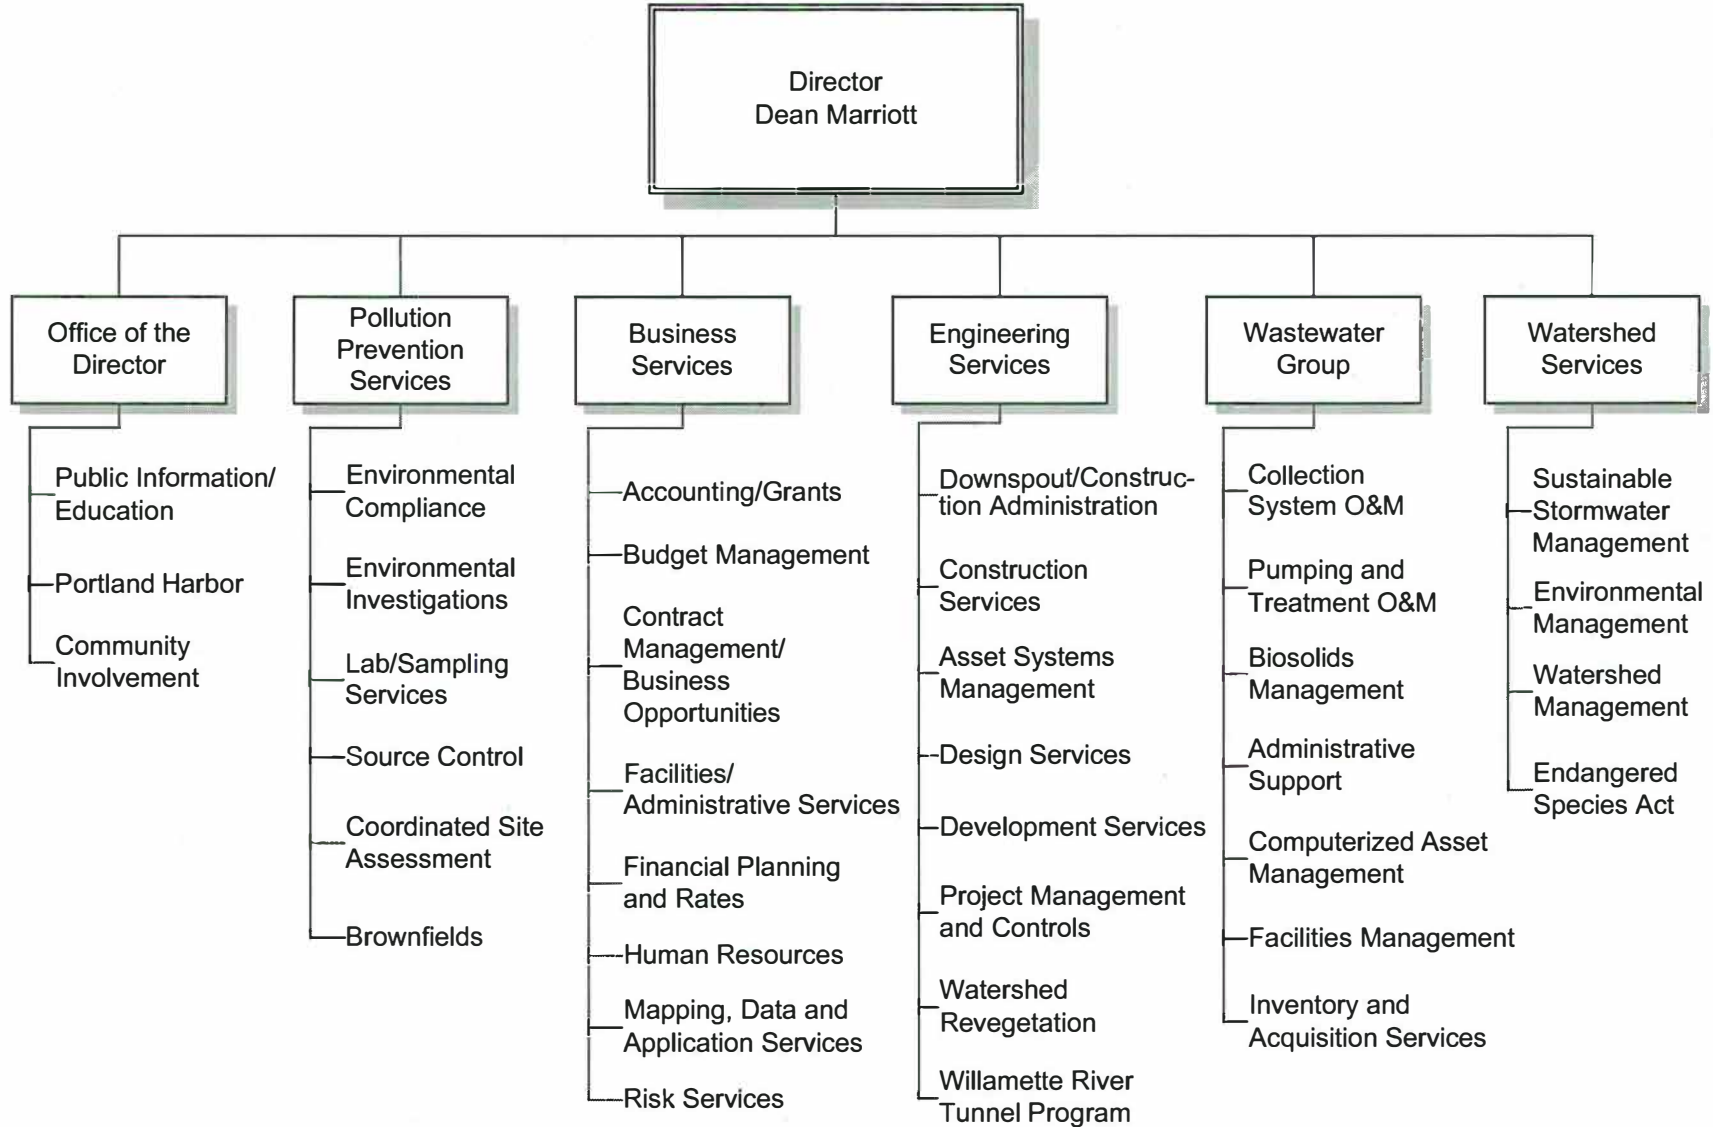 Director
Dean Marriott
Office of the
Director
Public Information/
Education
Portland Harbor
Community
Involvement
Pollution
Prevention
Services
Environmental
Compliance
Environmental
Investigations
Lab/Sampling
Services
Source Control
Coordinated Site
Assessment
Brownfields
Business
Services
Accounting/Grants
Budget Management
Contract
Management/
Business
Opportunities
Facilities/
Administrative Services
Financial Planning
and Rates
Human Resources
Mapping, Data and
Application Services
Risk Services
Engineering
Services
Downspout/Construc-
tion Administration
Construction
Services
Asset Systems
Management
Design Services
Development Services
Project Management
and Controls
Watershed
Revegetation
Willamette River
Tunnel Program
Wastewater
Group
Collection
System O&M
Pumping and
Treatment O&M
Biosolids
Management
Administrative
Support
Computerized Asset
Management
Facilities Management
Inventory and
Acquisition Services
Watershed
Services
Sustainable
Stormwater
Management
Environmental
Management
Watershed
Management
Endangered
Species Act